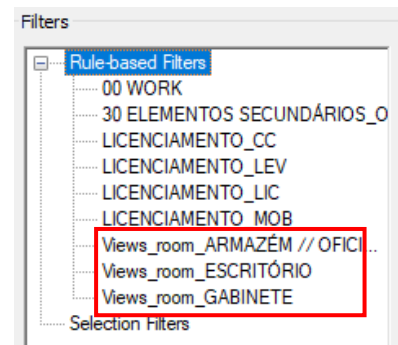 Filters
Rule-based Filters
00 WORK
30 ELEMENTOS SECUNDÁRIOS_O
LICENCIAMENTO_CC
LICENCIAMENTO_LEV
LICENCIAMENTO_LIC
LICENCIAMENTO_MOB
Views_room_ARMAZÉM // OFICI...
Views_room_ESCRITÓRIO
Views_room_GABINETE
Selection Filters